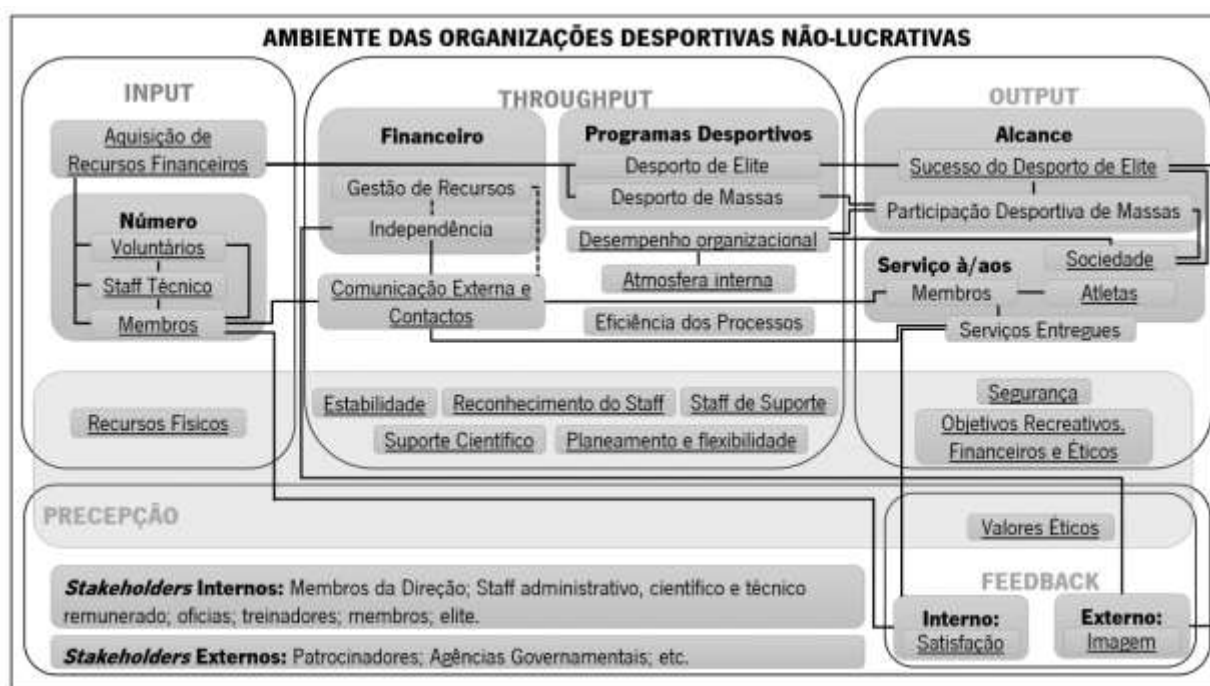 AMBIENTE DAS ORGANIZAÇÕES DESPORTIVAS NÃO-LUCRATIVAS
INPUT
Aquisição de
Recursos Financeiros
Número
Voluntários
Staff Técnico
Membros
Recursos Físicos
THROUGHPUT
Financeiro
Gestão de Recursos
Independência
Comunicação Externa e
Contactos
Programas Desportivos
Desporto de Elite
Desporto de Massas
Desempenho organizacional
Atmosfera interna
Eficiência dos Processos
Estabilidade
Reconhecimento do Staff
Staff de Suporte
Suporte Científico
Planeamento e flexibilidade
OUTPUT
Alcance
Sucesso do Desporto de Elite
Participação Desportiva de Massas
Sociedade
Serviço à/aos
Membros
Atletas
Serviços Entregues
Segurança
Objetivos Recreativos,
Financeiros e Éticos
PRECEPÇÃO
Valores Éticos
Stakeholders Internos: Membros da Direção; Staff administrativo, científico e técnico
remunerado; oficias; treinadores; membros; elite.
Stakeholders Externos: Patrocinadores; Agências Governamentais; etc.
FEEDBACK
Interno:
Satisfação
Externo:
Imagem